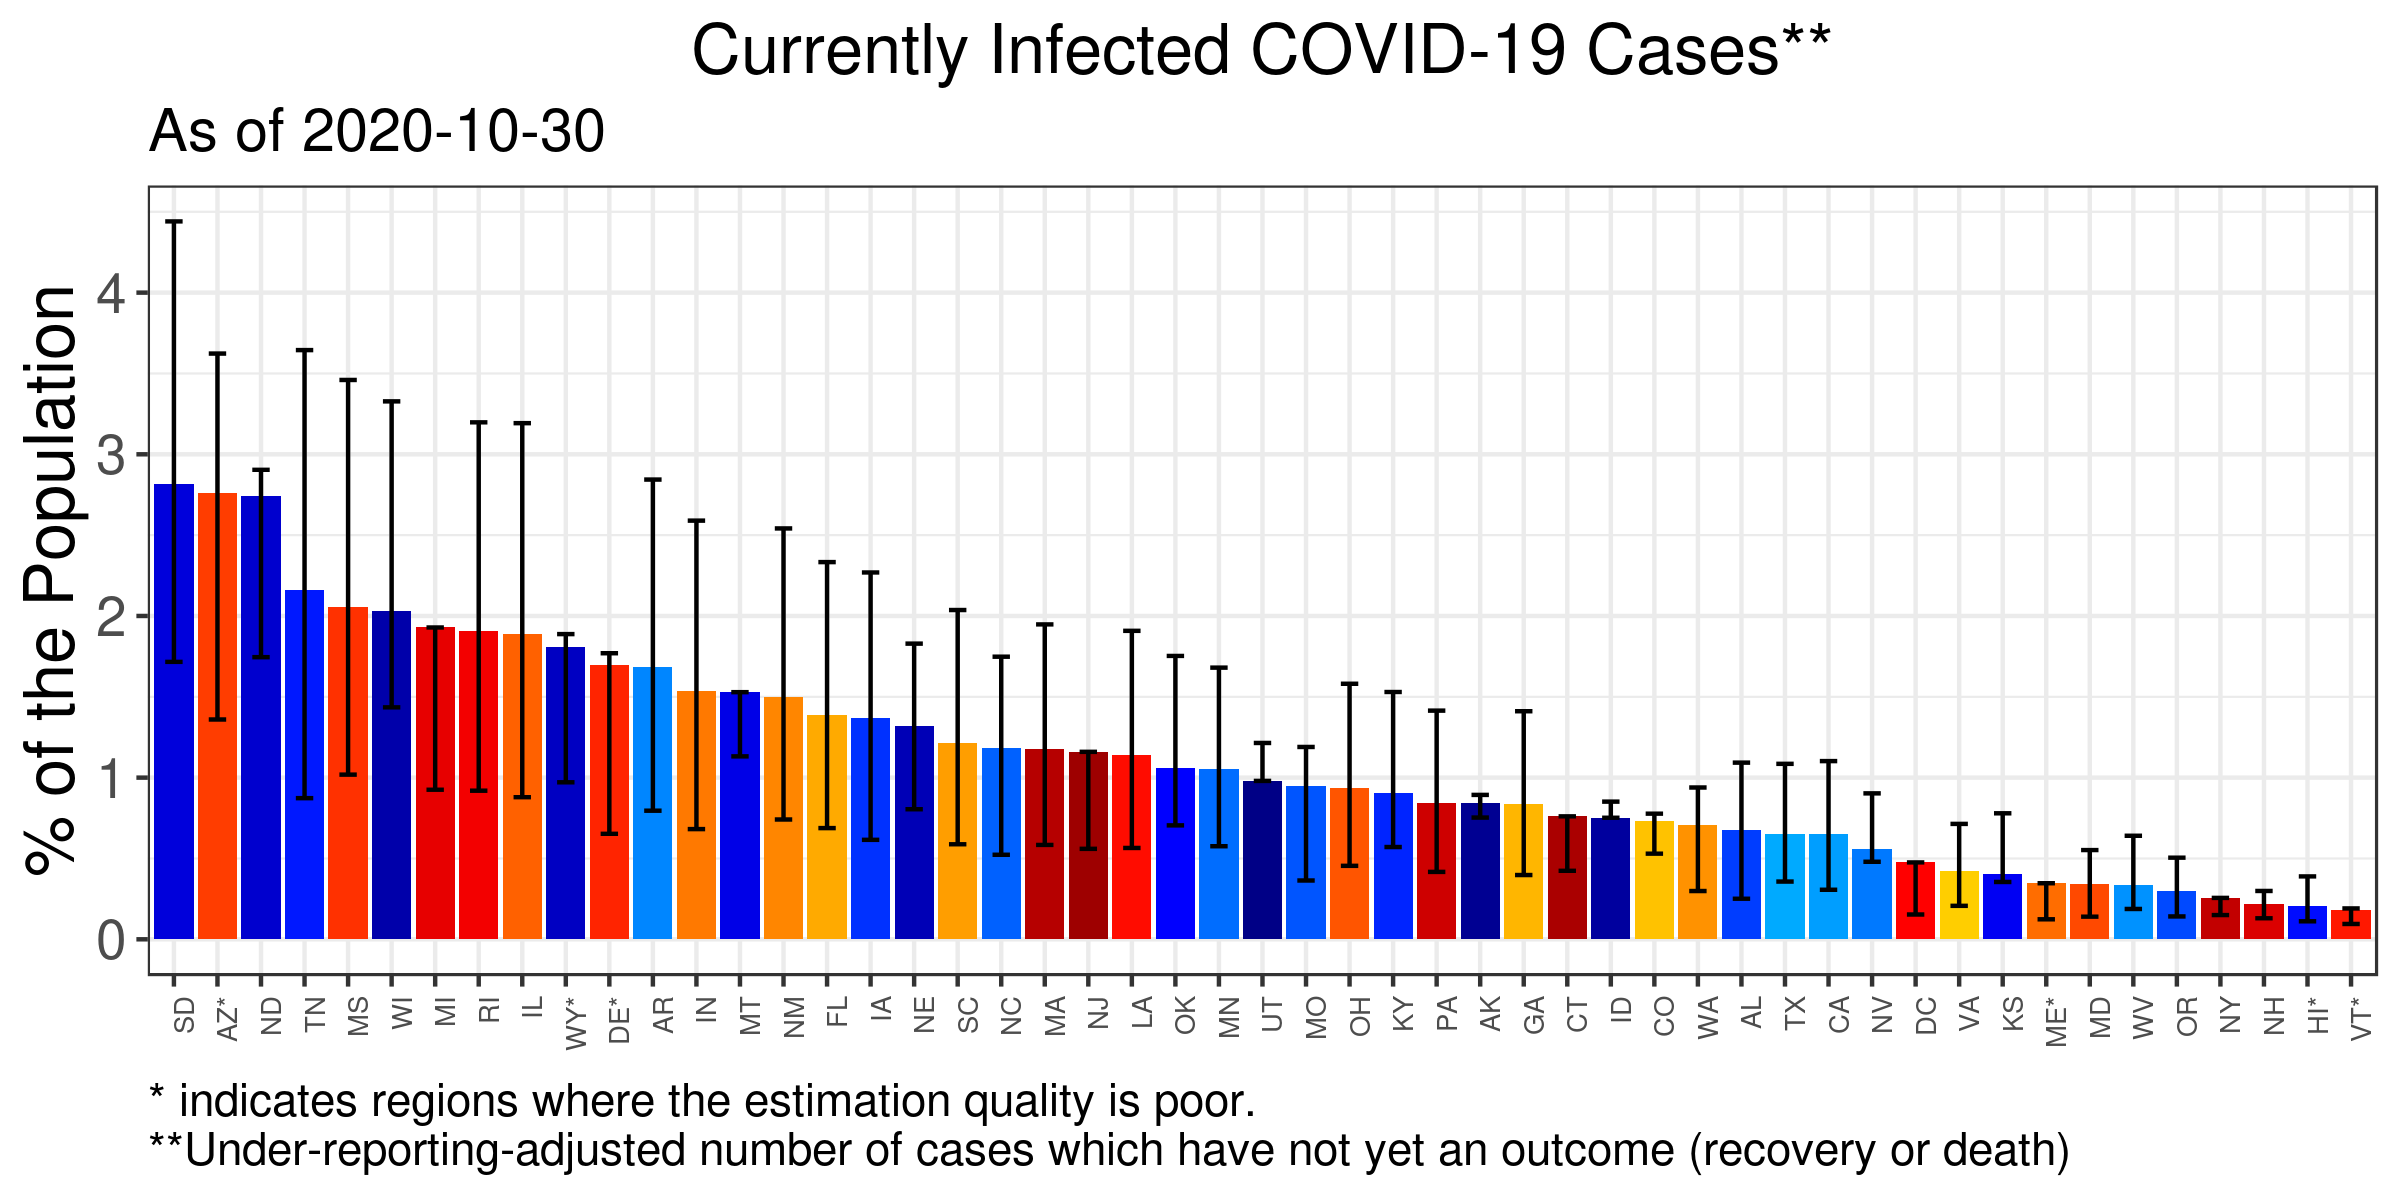 Currently Infected COVID-19 Cases**
As of 2020-10-30
% of the Population
4
3
2
1
0
SD AZ* ND TN MS WI MI RI IL WY* DE* AR IN MT NM FL IA NE SC NC MA NJ LA OK MN UT MO OH KY PA AK GA CT ID CO WA AL TX CA NV DC VA KS ME* MD WV OR NY NH HI* VT*
* indicates regions where the estimation quality is poor.
**Under-reporting-adjusted number of cases which have not yet an outcome (recovery or death)